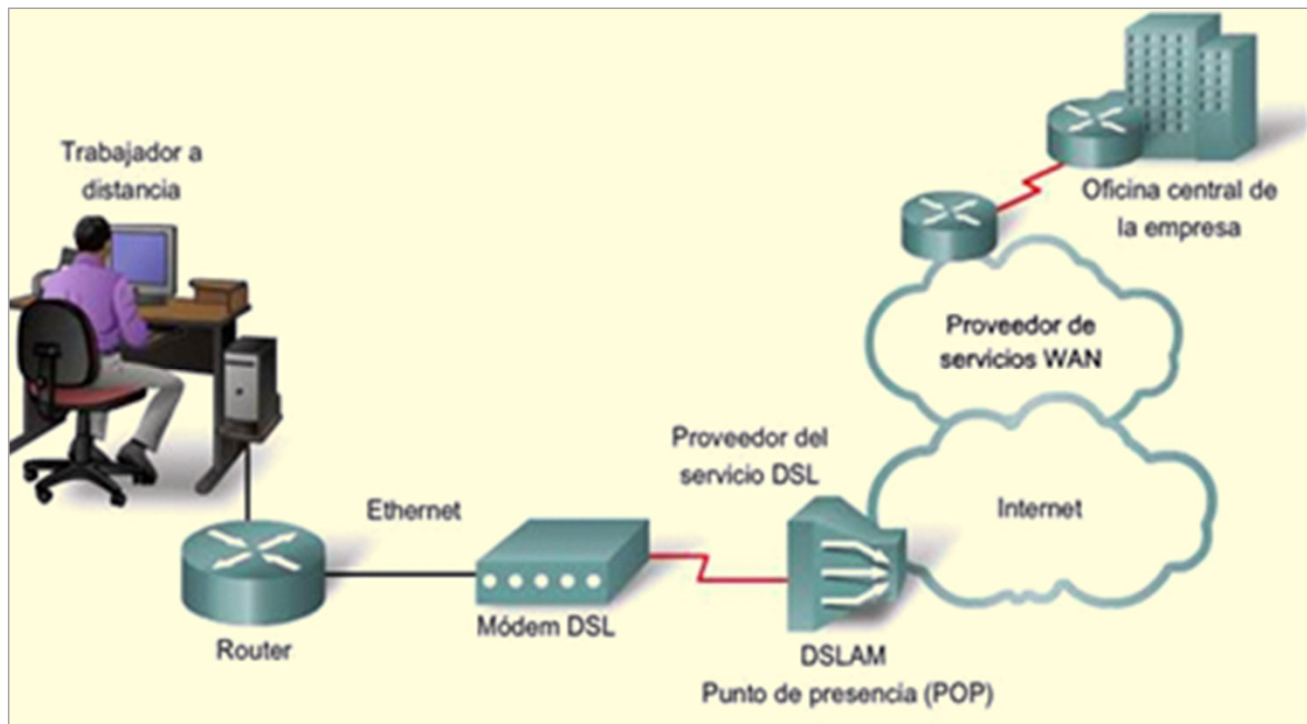 Trabajador a
distancia
Ethernet
Router
Módem DSL
Proveedor del
servicio DSL
DSLAM
Punto de presencia (POP)
Internet
Proveedor de
servicios WAN
Oficina central de
la empresa